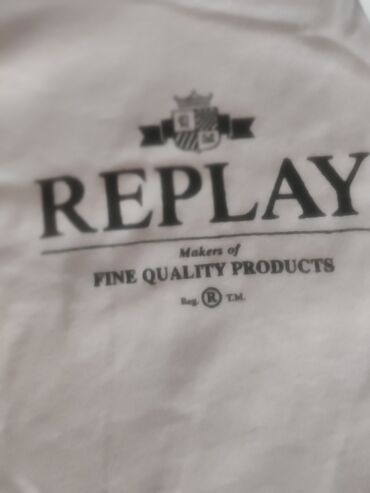 REPLAY
Makers of
FINE QUALITY PRODUCTS
Reg. ® T.M.